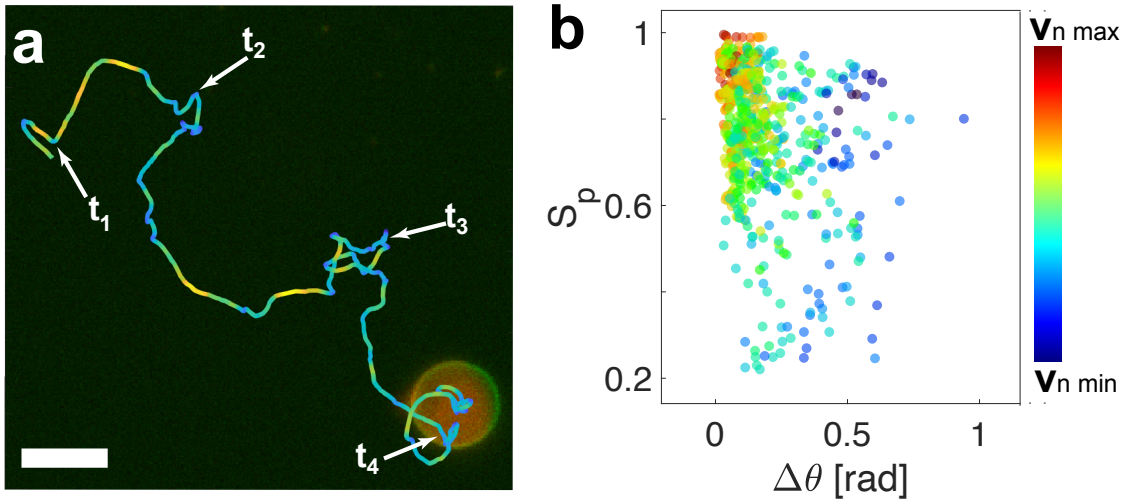 a
t2
t1
t3
t4
b
1
0.6
0.2
Sp
0
0.5
1
Δθ [rad]
vn max
vn min